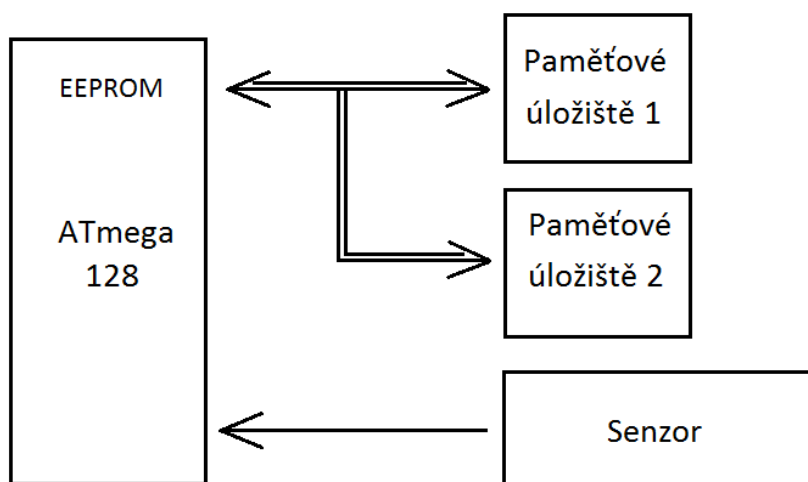 EEPROM
ATmega
128
Paměťové
úložiště 1
Paměťové
úložiště 2
Senzor